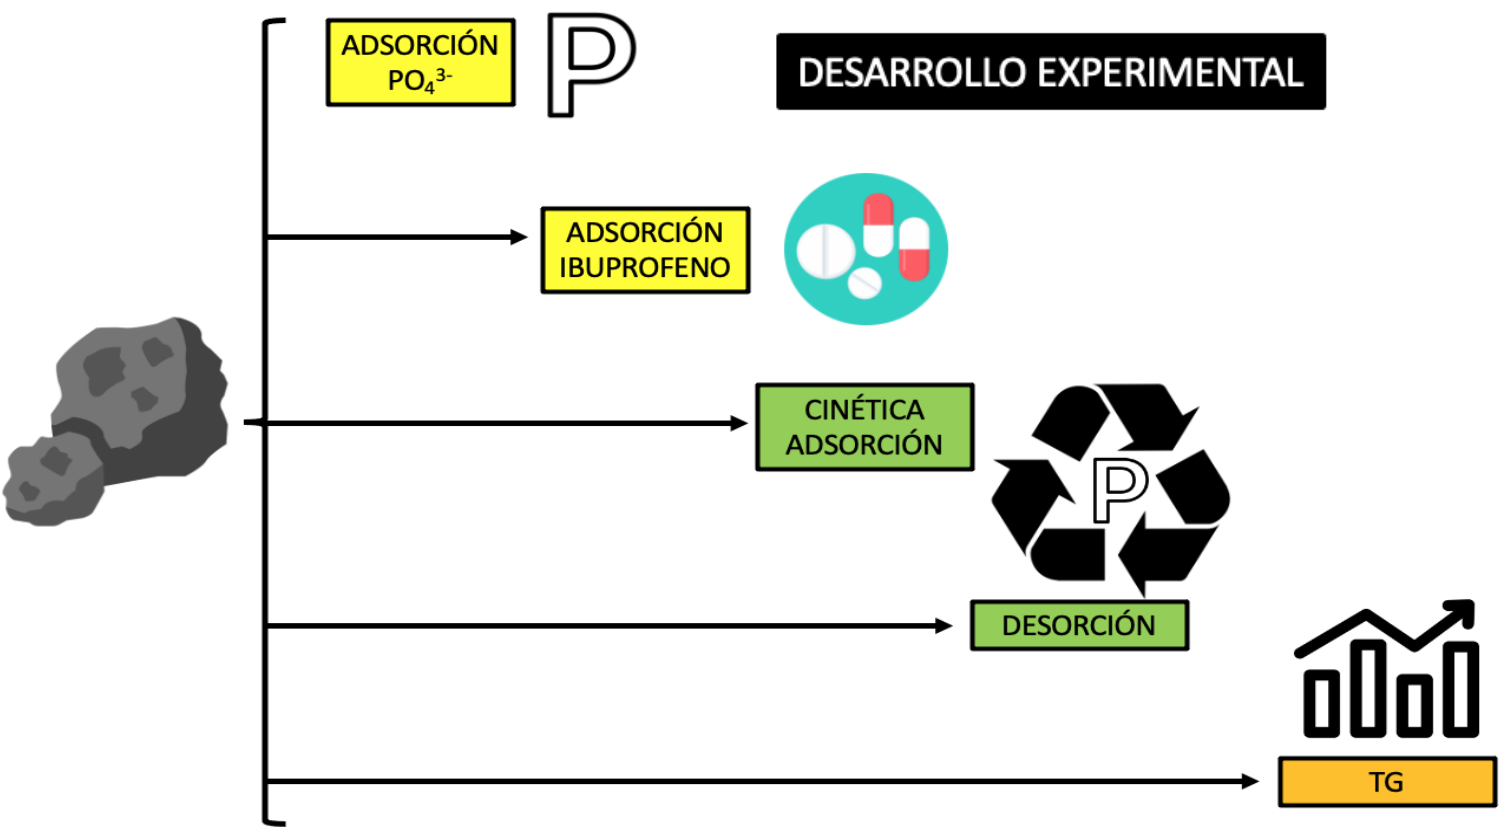 ADSORCIÓN
PO₄³⁻
P
DESARROLLO EXPERIMENTAL
ADSORCIÓN
IBUPROFENO
CINÉTICA
ADSORCIÓN
P
DESORCIÓN
TG